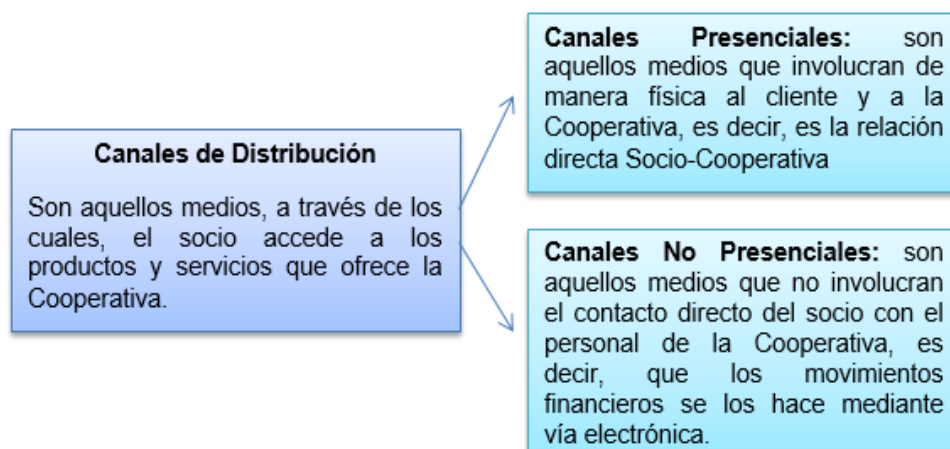 Canales de Distribución
Son aquellos medios, a través de los
cuales, el socio accede a los
productos y servicios que ofrece la
Cooperativa.
Canales Presenciales: son
aquellos medios que involucran de
manera física al cliente y a la
Cooperativa, es decir, es la relación
directa Socio-Cooperativa
Canales No Presenciales: son
aquellos medios que no involucran
el contacto directo del socio con el
personal de la Cooperativa, es
decir, que los movimientos
financieros se los hace mediante
vía electrónica.